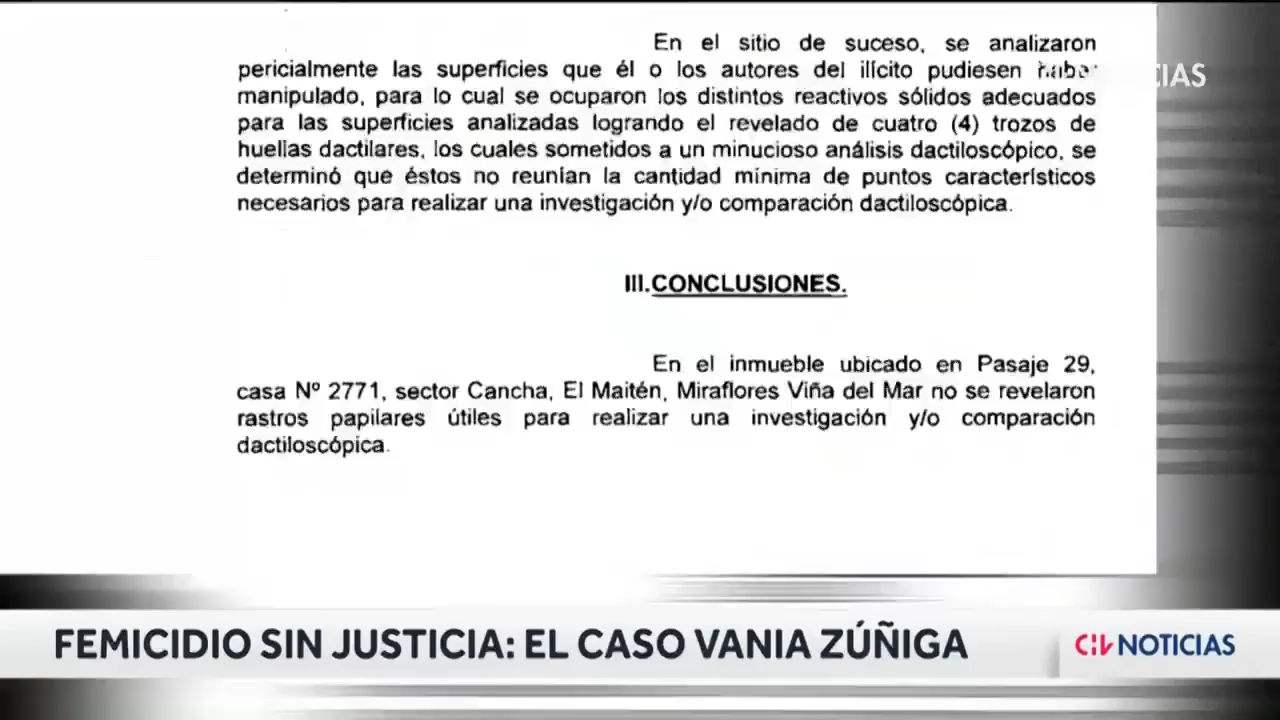 En el sitio de suceso, se analizaron
pericialmente las superficies que él o los autores del ilícito pudiesen haber
manipulado, para lo cual se ocuparon los distintos reactivos sólidos adecuados
para las superficies analizadas logrando el revelado de cuatro (4) trozos de
huellas dactilares, los cuales sometidos a un minucioso análisis dactiloscópico, se
determinó que éstos no reunían la cantidad mínima de puntos característicos
necesarios para realizar una investigación y/o comparación dactiloscópica.
III.CONCLUSIONES.
En el inmueble ubicado en Pasaje 29,
casa Nº 2771, sector Cancha, El Maitén, Miraflores Viña del Mar no se revelaron
rastros papilares útiles para realizar una investigación y/o comparación
dactiloscópica.
FEMICIDIO SIN JUSTICIA: EL CASO VANIA ZÚÑIGA
CHV NOTICIAS